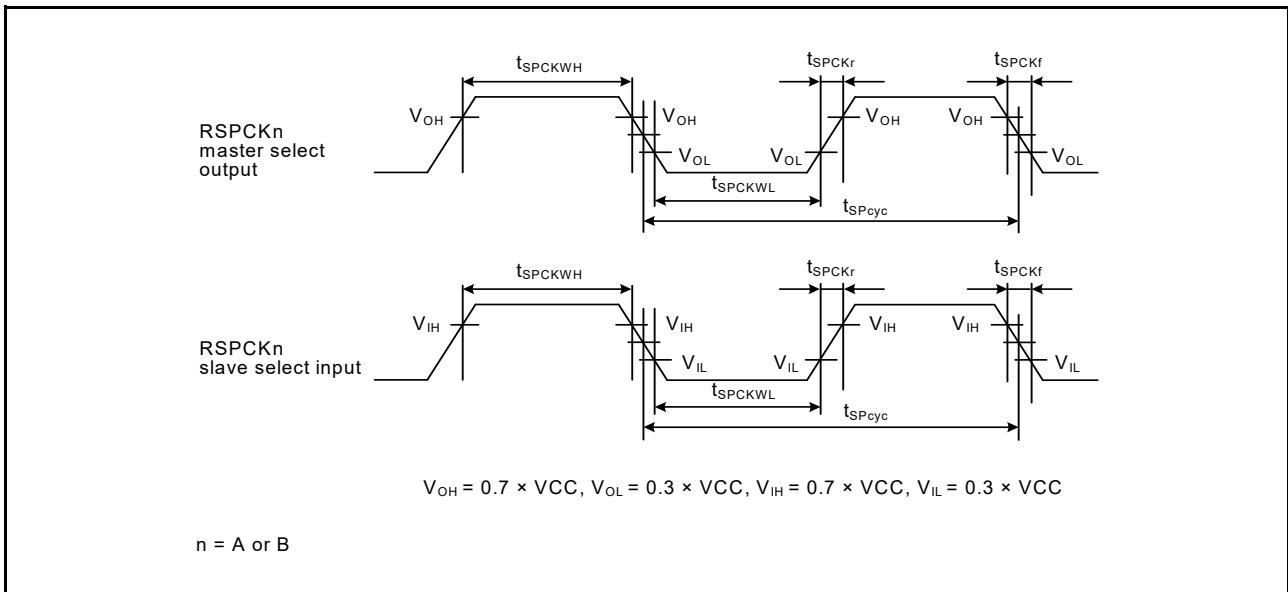 tSPCKWH
tSPCKr
tSPCKf
VOH
VOH
VOH
VOH
RSPCKn
master select
output
VOL
VOL
VOL
tSPCKWL
tSPcyc
tSPCKWH
tSPCKr
tSPCKf
VIH
VIH
VIH
VIH
RSPCKn
slave select input
VIL
VIL
VIL
tSPCKWL
tSPcyc
VOH = 0.7 × VCC, VOL = 0.3 × VCC, VIH = 0.7 × VCC, VIL = 0.3 × VCC
n = A or B